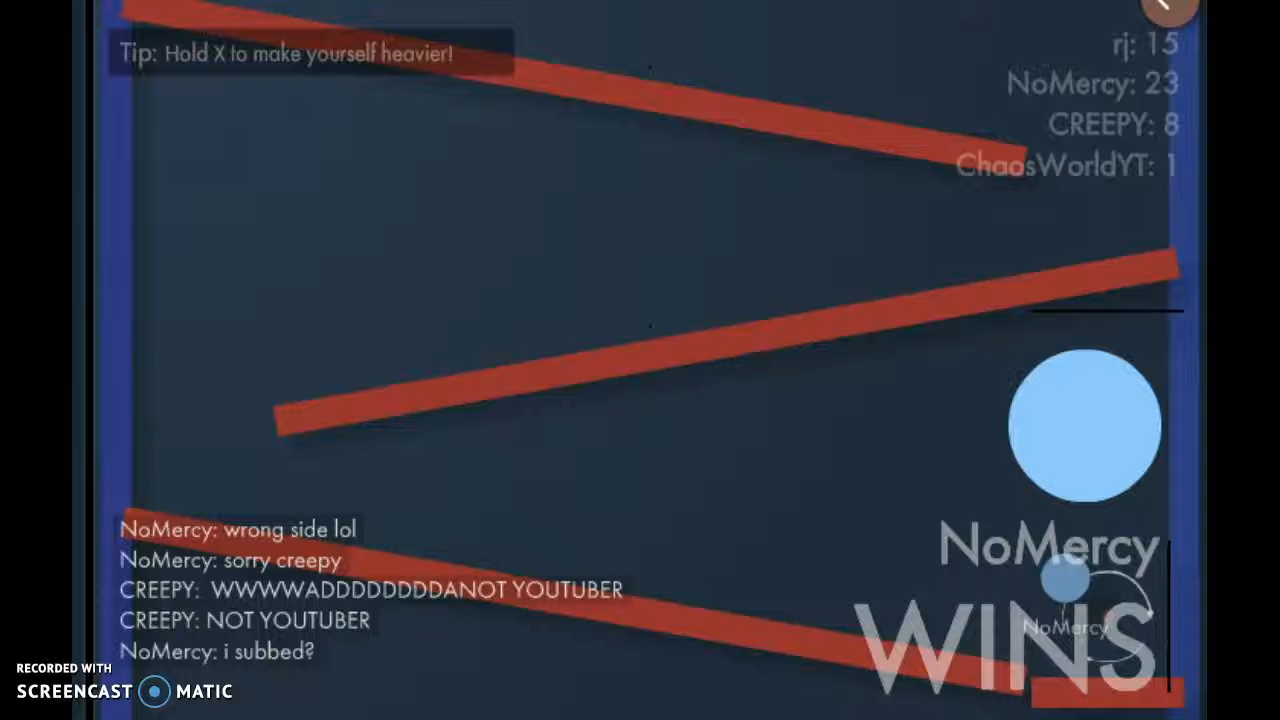 Tip: Hold X to make yourself heavier!
rj: 15
NoMercy: 23
CREEPY: 8
ChaosWorldYT: 1
NoMercy: wrong side lol
NoMercy: sorry creepy
CREEPY:  WWWWADDDDDDDDANOT YOUTUBER
CREEPY: NOT YOUTUBER
NoMercy: i subbed?
NoMercy
WINS
NoMercy
RECORDED WITH
SCREENCAST MATIC